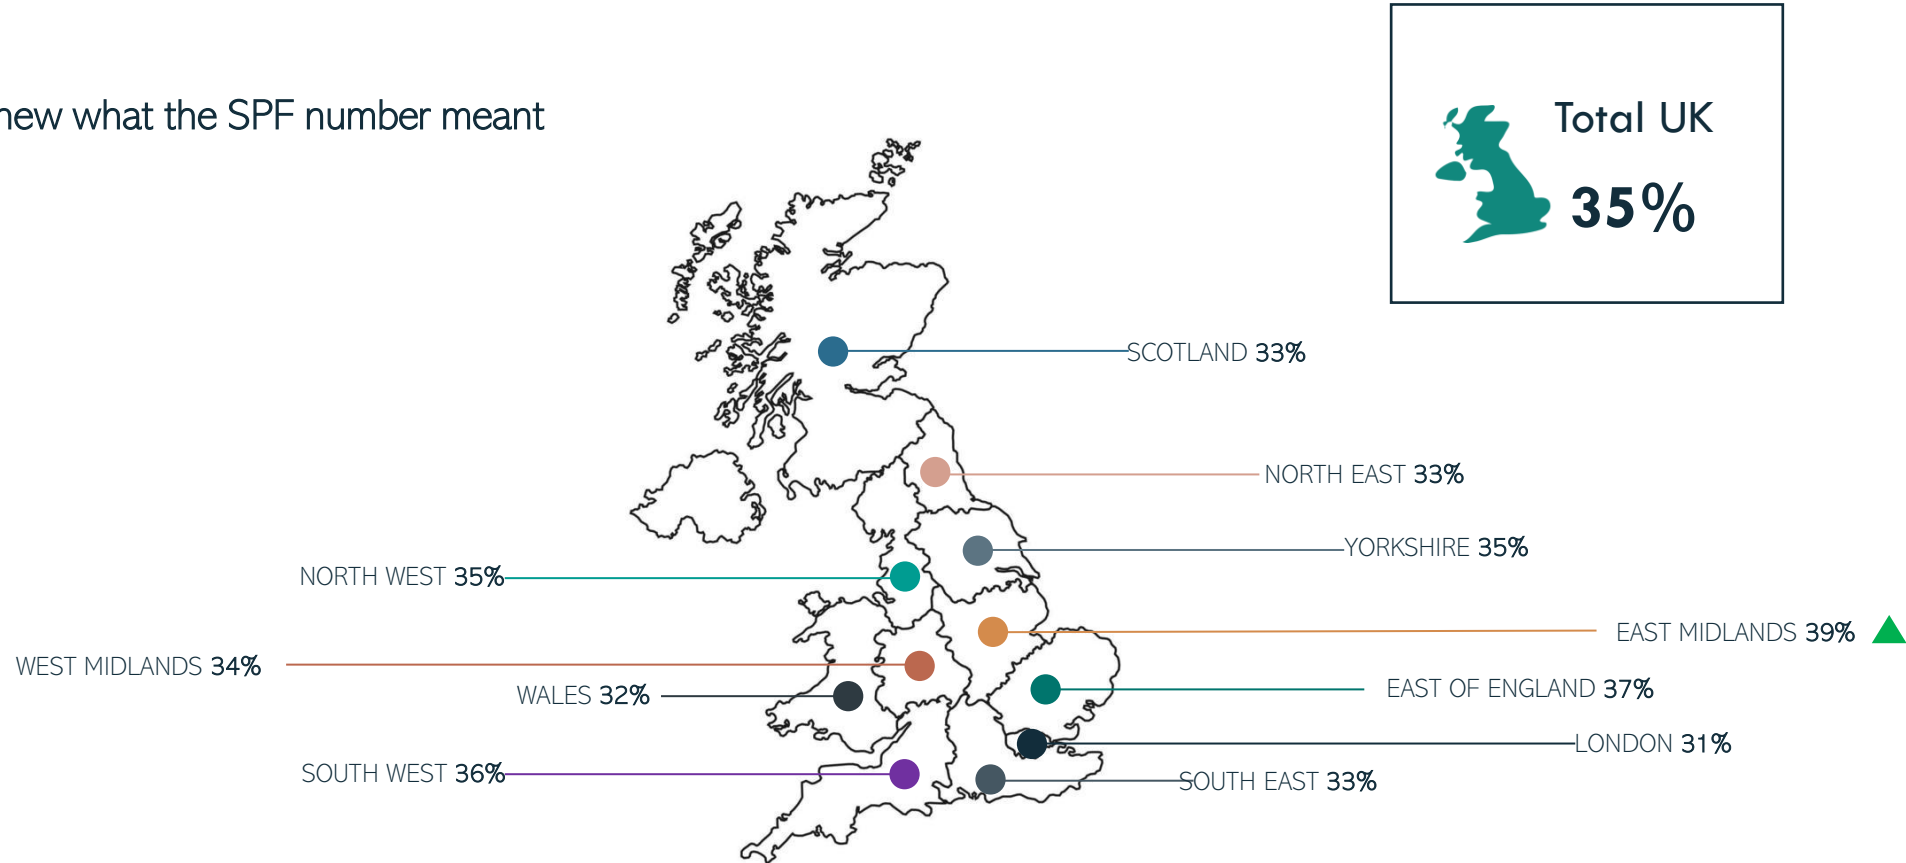 what the SPF number meant
Total UK
35%
SCOTLAND 33%
NORTH EAST 33%
YORKSHIRE 35%
NORTH WEST 35%
EAST MIDLANDS 39%
WEST MIDLANDS 34%
WALES 32%
EAST OF ENGLAND 37%
LONDON 31%
SOUTH WEST 36%
SOUTH EAST 33%